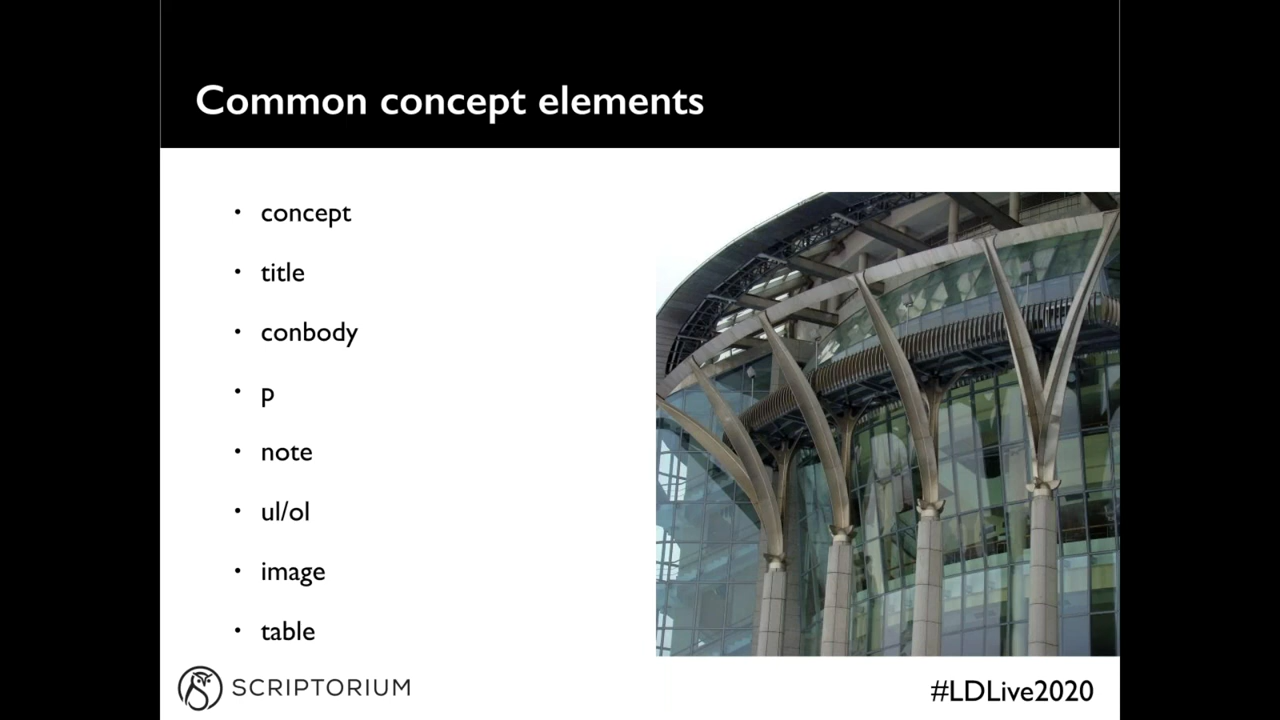 Common concept elements
• concept
• title
• conbody
• p
• note
• ul/ol
• image
• table
SCRIPTORIUM
#LDLive2020